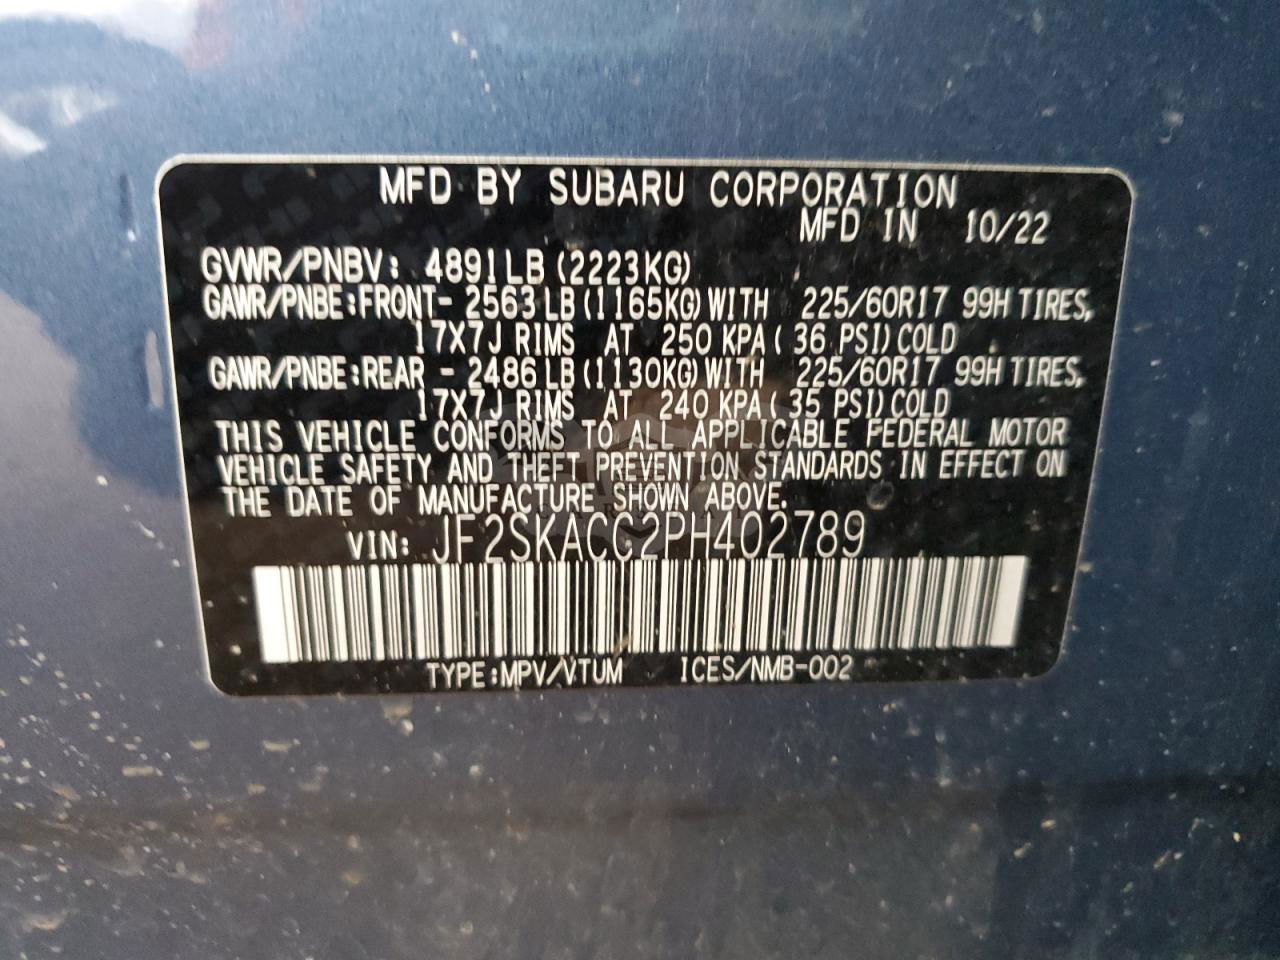 MFD BY SUBARU CORPORATION
MFD IN 10/22
GVWR/PNBV: 4891LB (2223KG)
GAWR/PNBE:FRONT- 2563LB (1165KG) WITH 225/60R17 99H TIRES,
17X7J RIMS AT 250 KPA ( 36 PSI) COLD
GAWR/PNBE:REAR - 2486LB (1130KG) WITH 225/60R17 99H TIRES,
17X7J RIMS AT 240 KPA ( 35 PSI) COLD
THIS VEHICLE CONFORMS TO ALL APPLICABLE FEDERAL MOTOR
VEHICLE SAFETY AND THEFT PREVENTION STANDARDS IN EFFECT ON
THE DATE OF MANUFACTURE SHOWN ABOVE.
VIN: JF2SKACC2PH402789
TYPE:MPV/VTUM ICES/NMB-002